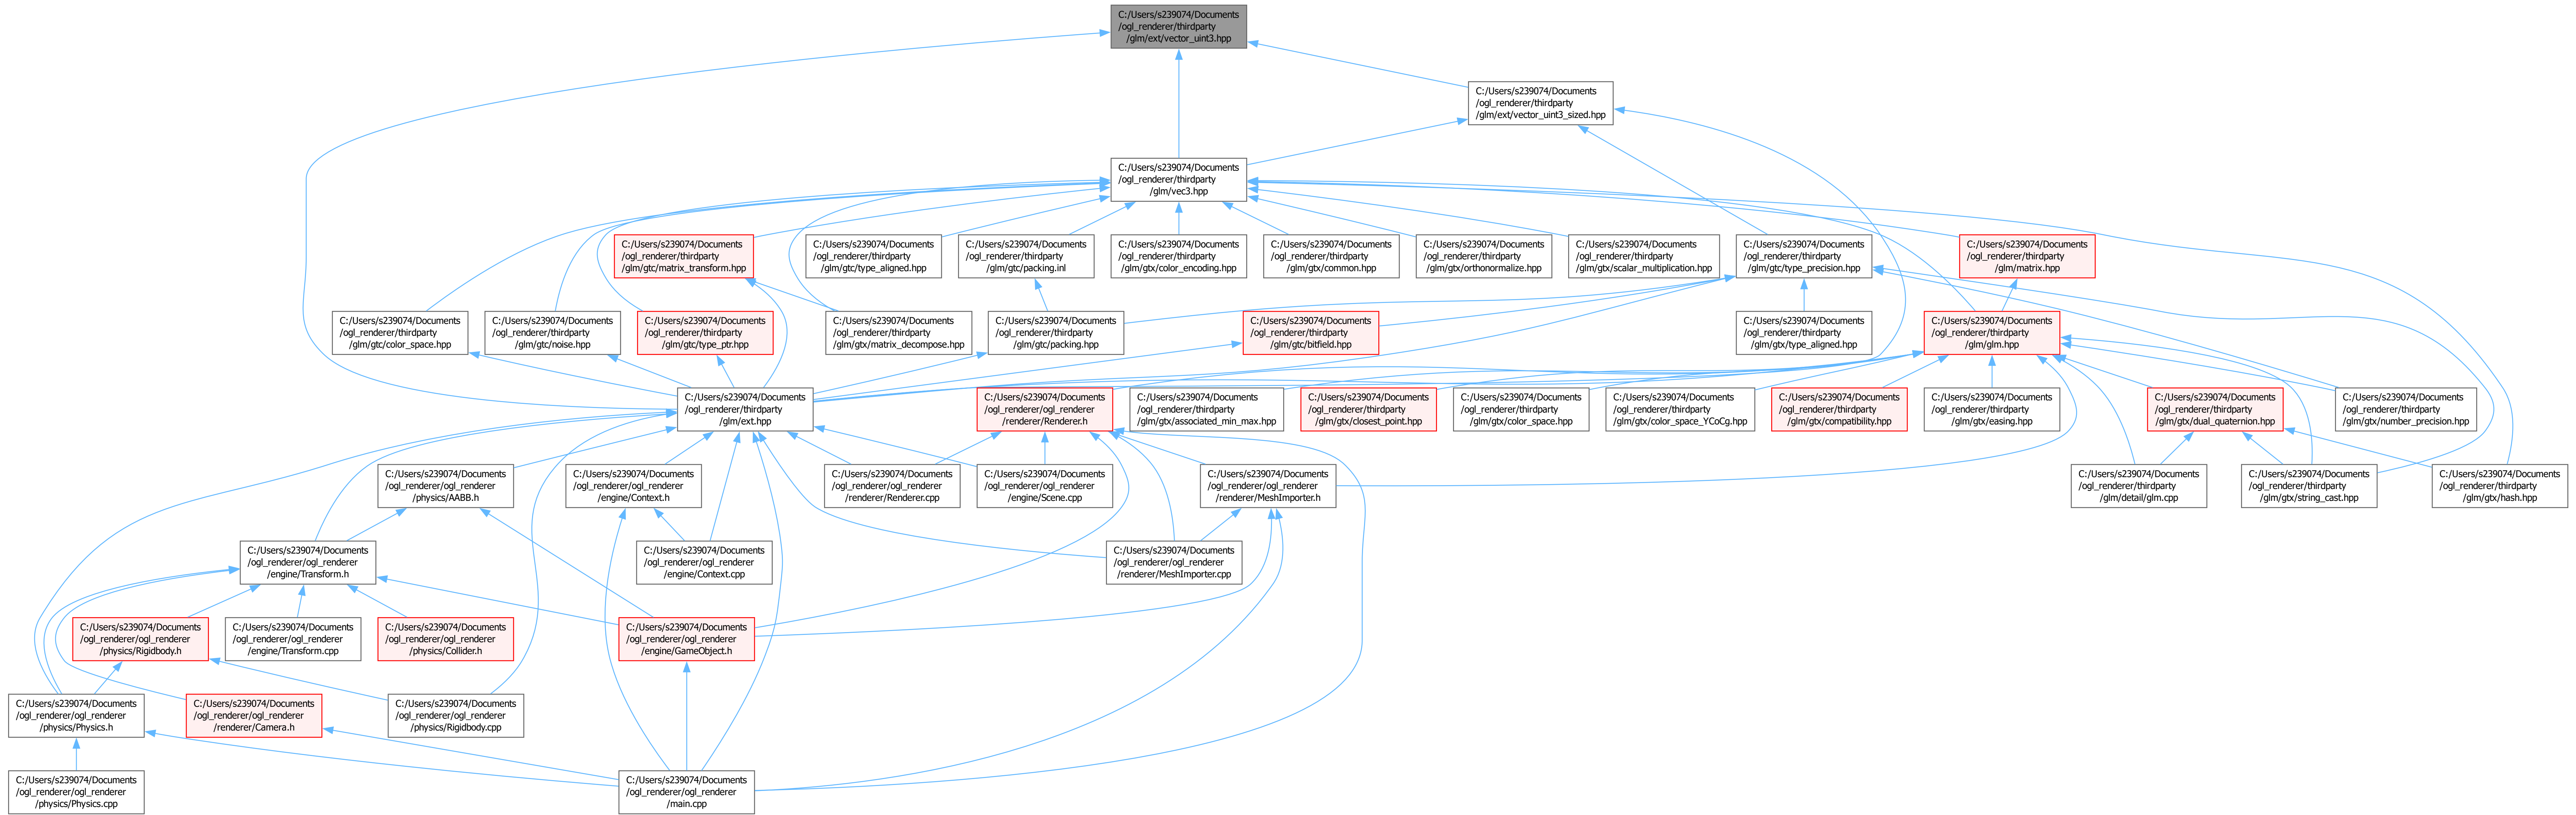 C:/Users/s239074/Documents
/ogl_renderer/thirdparty
/glm/ext/vector_uint3.hpp
C:/Users/s239074/Documents
/ogl_renderer/thirdparty
/glm/ext/vector_uint3_sized.hpp
C:/Users/s239074/Documents
/ogl_renderer/thirdparty
/glm/vec3.hpp
C:/Users/s239074/Documents
/ogl_renderer/thirdparty
/glm/gtc/matrix_transform.hpp
C:/Users/s239074/Documents
/ogl_renderer/thirdparty
/glm/gtc/type_aligned.hpp
C:/Users/s239074/Documents
/ogl_renderer/thirdparty
/glm/gtc/packing.inl
C:/Users/s239074/Documents
/ogl_renderer/thirdparty
/glm/gtx/color_encoding.hpp
C:/Users/s239074/Documents
/ogl_renderer/thirdparty
/glm/gtx/common.hpp
C:/Users/s239074/Documents
/ogl_renderer/thirdparty
/glm/gtx/orthonormalize.hpp
C:/Users/s239074/Documents
/ogl_renderer/thirdparty
/glm/gtx/scalar_multiplication.hpp
C:/Users/s239074/Documents
/ogl_renderer/thirdparty
/glm/gtc/type_precision.hpp
C:/Users/s239074/Documents
/ogl_renderer/thirdparty
/glm/matrix.hpp
C:/Users/s239074/Documents
/ogl_renderer/thirdparty
/glm/gtc/color_space.hpp
C:/Users/s239074/Documents
/ogl_renderer/thirdparty
/glm/gtc/noise.hpp
C:/Users/s239074/Documents
/ogl_renderer/thirdparty
/glm/gtc/type_ptr.hpp
C:/Users/s239074/Documents
/ogl_renderer/thirdparty
/glm/gtx/matrix_decompose.hpp
C:/Users/s239074/Documents
/ogl_renderer/thirdparty
/glm/gtc/packing.hpp
C:/Users/s239074/Documents
/ogl_renderer/thirdparty
/glm/gtc/bitfield.hpp
C:/Users/s239074/Documents
/ogl_renderer/thirdparty
/glm/gtx/type_aligned.hpp
C:/Users/s239074/Documents
/ogl_renderer/thirdparty
/glm/glm.hpp
C:/Users/s239074/Documents
/ogl_renderer/thirdparty
/glm/ext.hpp
C:/Users/s239074/Documents
/ogl_renderer/ogl_renderer
/renderer/Renderer.h
C:/Users/s239074/Documents
/ogl_renderer/thirdparty
/glm/gtx/associated_min_max.hpp
C:/Users/s239074/Documents
/ogl_renderer/thirdparty
/glm/gtx/closest_point.hpp
C:/Users/s239074/Documents
/ogl_renderer/thirdparty
/glm/gtx/color_space.hpp
C:/Users/s239074/Documents
/ogl_renderer/thirdparty
/glm/gtx/color_space_YCoCg.hpp
C:/Users/s239074/Documents
/ogl_renderer/thirdparty
/glm/gtx/compatibility.hpp
C:/Users/s239074/Documents
/ogl_renderer/thirdparty
/glm/gtx/easing.hpp
C:/Users/s239074/Documents
/ogl_renderer/thirdparty
/glm/gtx/dual_quaternion.hpp
C:/Users/s239074/Documents
/ogl_renderer/thirdparty
/glm/gtx/number_precision.hpp
C:/Users/s239074/Documents
/ogl_renderer/ogl_renderer
/physics/AABB.h
C:/Users/s239074/Documents
/ogl_renderer/ogl_renderer
/engine/Context.h
C:/Users/s239074/Documents
/ogl_renderer/ogl_renderer
/renderer/Renderer.cpp
C:/Users/s239074/Documents
/ogl_renderer/ogl_renderer
/engine/Scene.cpp
C:/Users/s239074/Documents
/ogl_renderer/ogl_renderer
/renderer/MeshImporter.h
C:/Users/s239074/Documents
/ogl_renderer/thirdparty
/glm/detail/glm.cpp
C:/Users/s239074/Documents
/ogl_renderer/thirdparty
/glm/gtx/string_cast.hpp
C:/Users/s239074/Documents
/ogl_renderer/thirdparty
/glm/gtx/hash.hpp
C:/Users/s239074/Documents
/ogl_renderer/ogl_renderer
/engine/Transform.h
C:/Users/s239074/Documents
/ogl_renderer/ogl_renderer
/engine/Context.cpp
C:/Users/s239074/Documents
/ogl_renderer/ogl_renderer
/renderer/MeshImporter.cpp
C:/Users/s239074/Documents
/ogl_renderer/ogl_renderer
/physics/Rigidbody.h
C:/Users/s239074/Documents
/ogl_renderer/ogl_renderer
/engine/Transform.cpp
C:/Users/s239074/Documents
/ogl_renderer/ogl_renderer
/physics/Collider.h
C:/Users/s239074/Documents
/ogl_renderer/ogl_renderer
/engine/GameObject.h
C:/Users/s239074/Documents
/ogl_renderer/ogl_renderer
/physics/Physics.h
C:/Users/s239074/Documents
/ogl_renderer/ogl_renderer
/renderer/Camera.h
C:/Users/s239074/Documents
/ogl_renderer/ogl_renderer
/physics/Rigidbody.cpp
C:/Users/s239074/Documents
/ogl_renderer/ogl_renderer
/physics/Physics.cpp
C:/Users/s239074/Documents
/ogl_renderer/ogl_renderer
/main.cpp